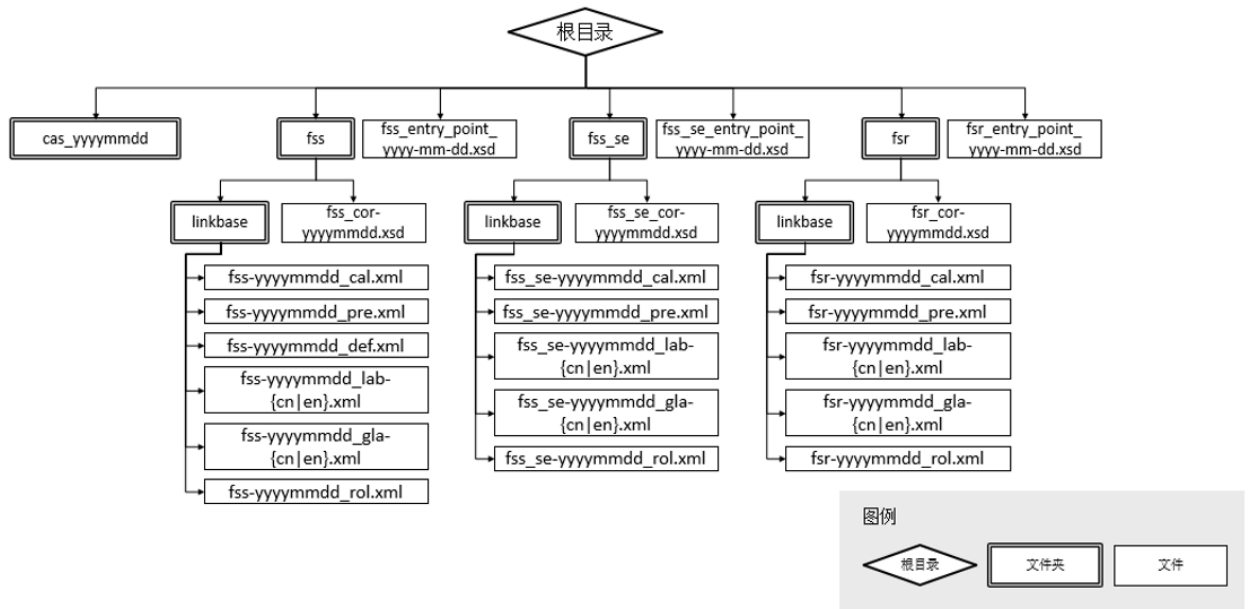 根目录
cas_yyyymmdd
fss
fss_entry_point_
yyyy-mm-dd.xsd
fss_se
fss_se_entry_point_
yyyy-mm-dd.xsd
fsr
fsr_entry_point_
yyyy-mm-dd.xsd
linkbase
fss_cor-
yyyymmdd.xsd
linkbase
fss_se_cor-
yyyymmdd.xsd
linkbase
fsr_cor-
yyyymmdd.xsd
fss-yyyymmdd_cal.xml
fss-yyyymmdd_pre.xml
fss-yyyymmdd_def.xml
fss-yyyymmdd_lab-
{cn|en}.xml
fss-yyyymmdd_gla-
{cn|en}.xml
fss-yyyymmdd_rol.xml
fss_se-yyyymmdd_cal.xml
fss_se-yyyymmdd_pre.xml
fss_se-yyyymmdd_lab-
{cn|en}.xml
fss_se-yyyymmdd_gla-
{cn|en}.xml
fss_se-yyyymmdd_rol.xml
fsr-yyyymmdd_cal.xml
fsr-yyyymmdd_pre.xml
fsr-yyyymmdd_lab-
{cn|en}.xml
fsr-yyyymmdd_gla-
{cn|en}.xml
fsr-yyyymmdd_rol.xml
图例
根目录
文件夹
文件